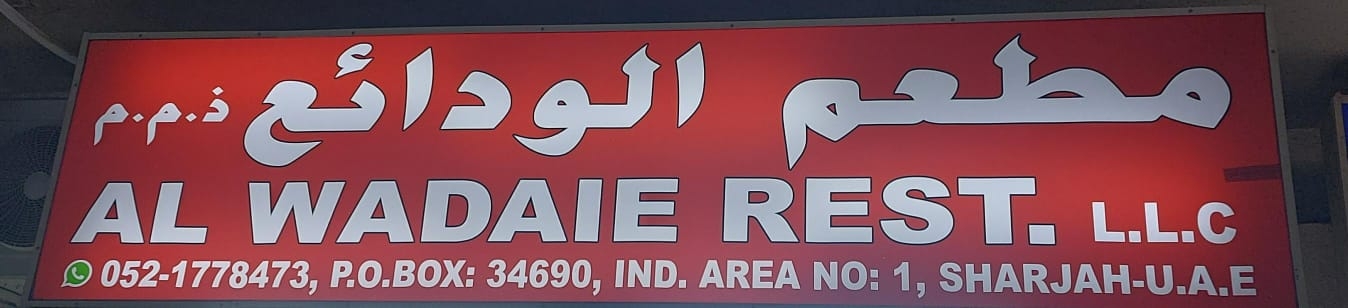 مطعم الودائع ذ.م.م
AL WADAIE REST. L.L.C
052-1778473, P.O.BOX: 34690, IND. AREA NO: 1, SHARJAH-U.A.E